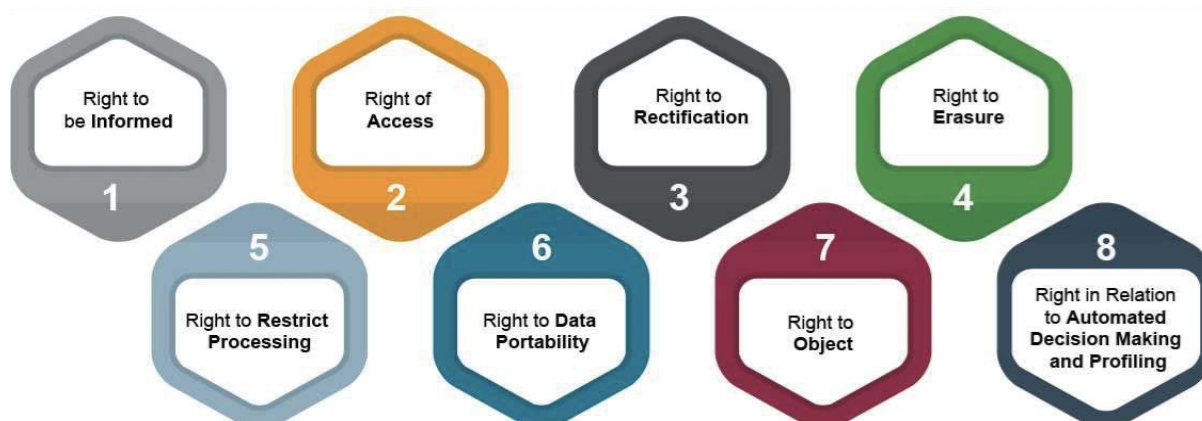 Right to
be Informed
1
Right of
Access
2
Right to
Rectification
3
Right to
Erasure
4
5
Right to Restrict
Processing
6
Right to Data
Portability
7
Right to
Object
8
Right in Relation
to Automated
Decision Making
and Profiling